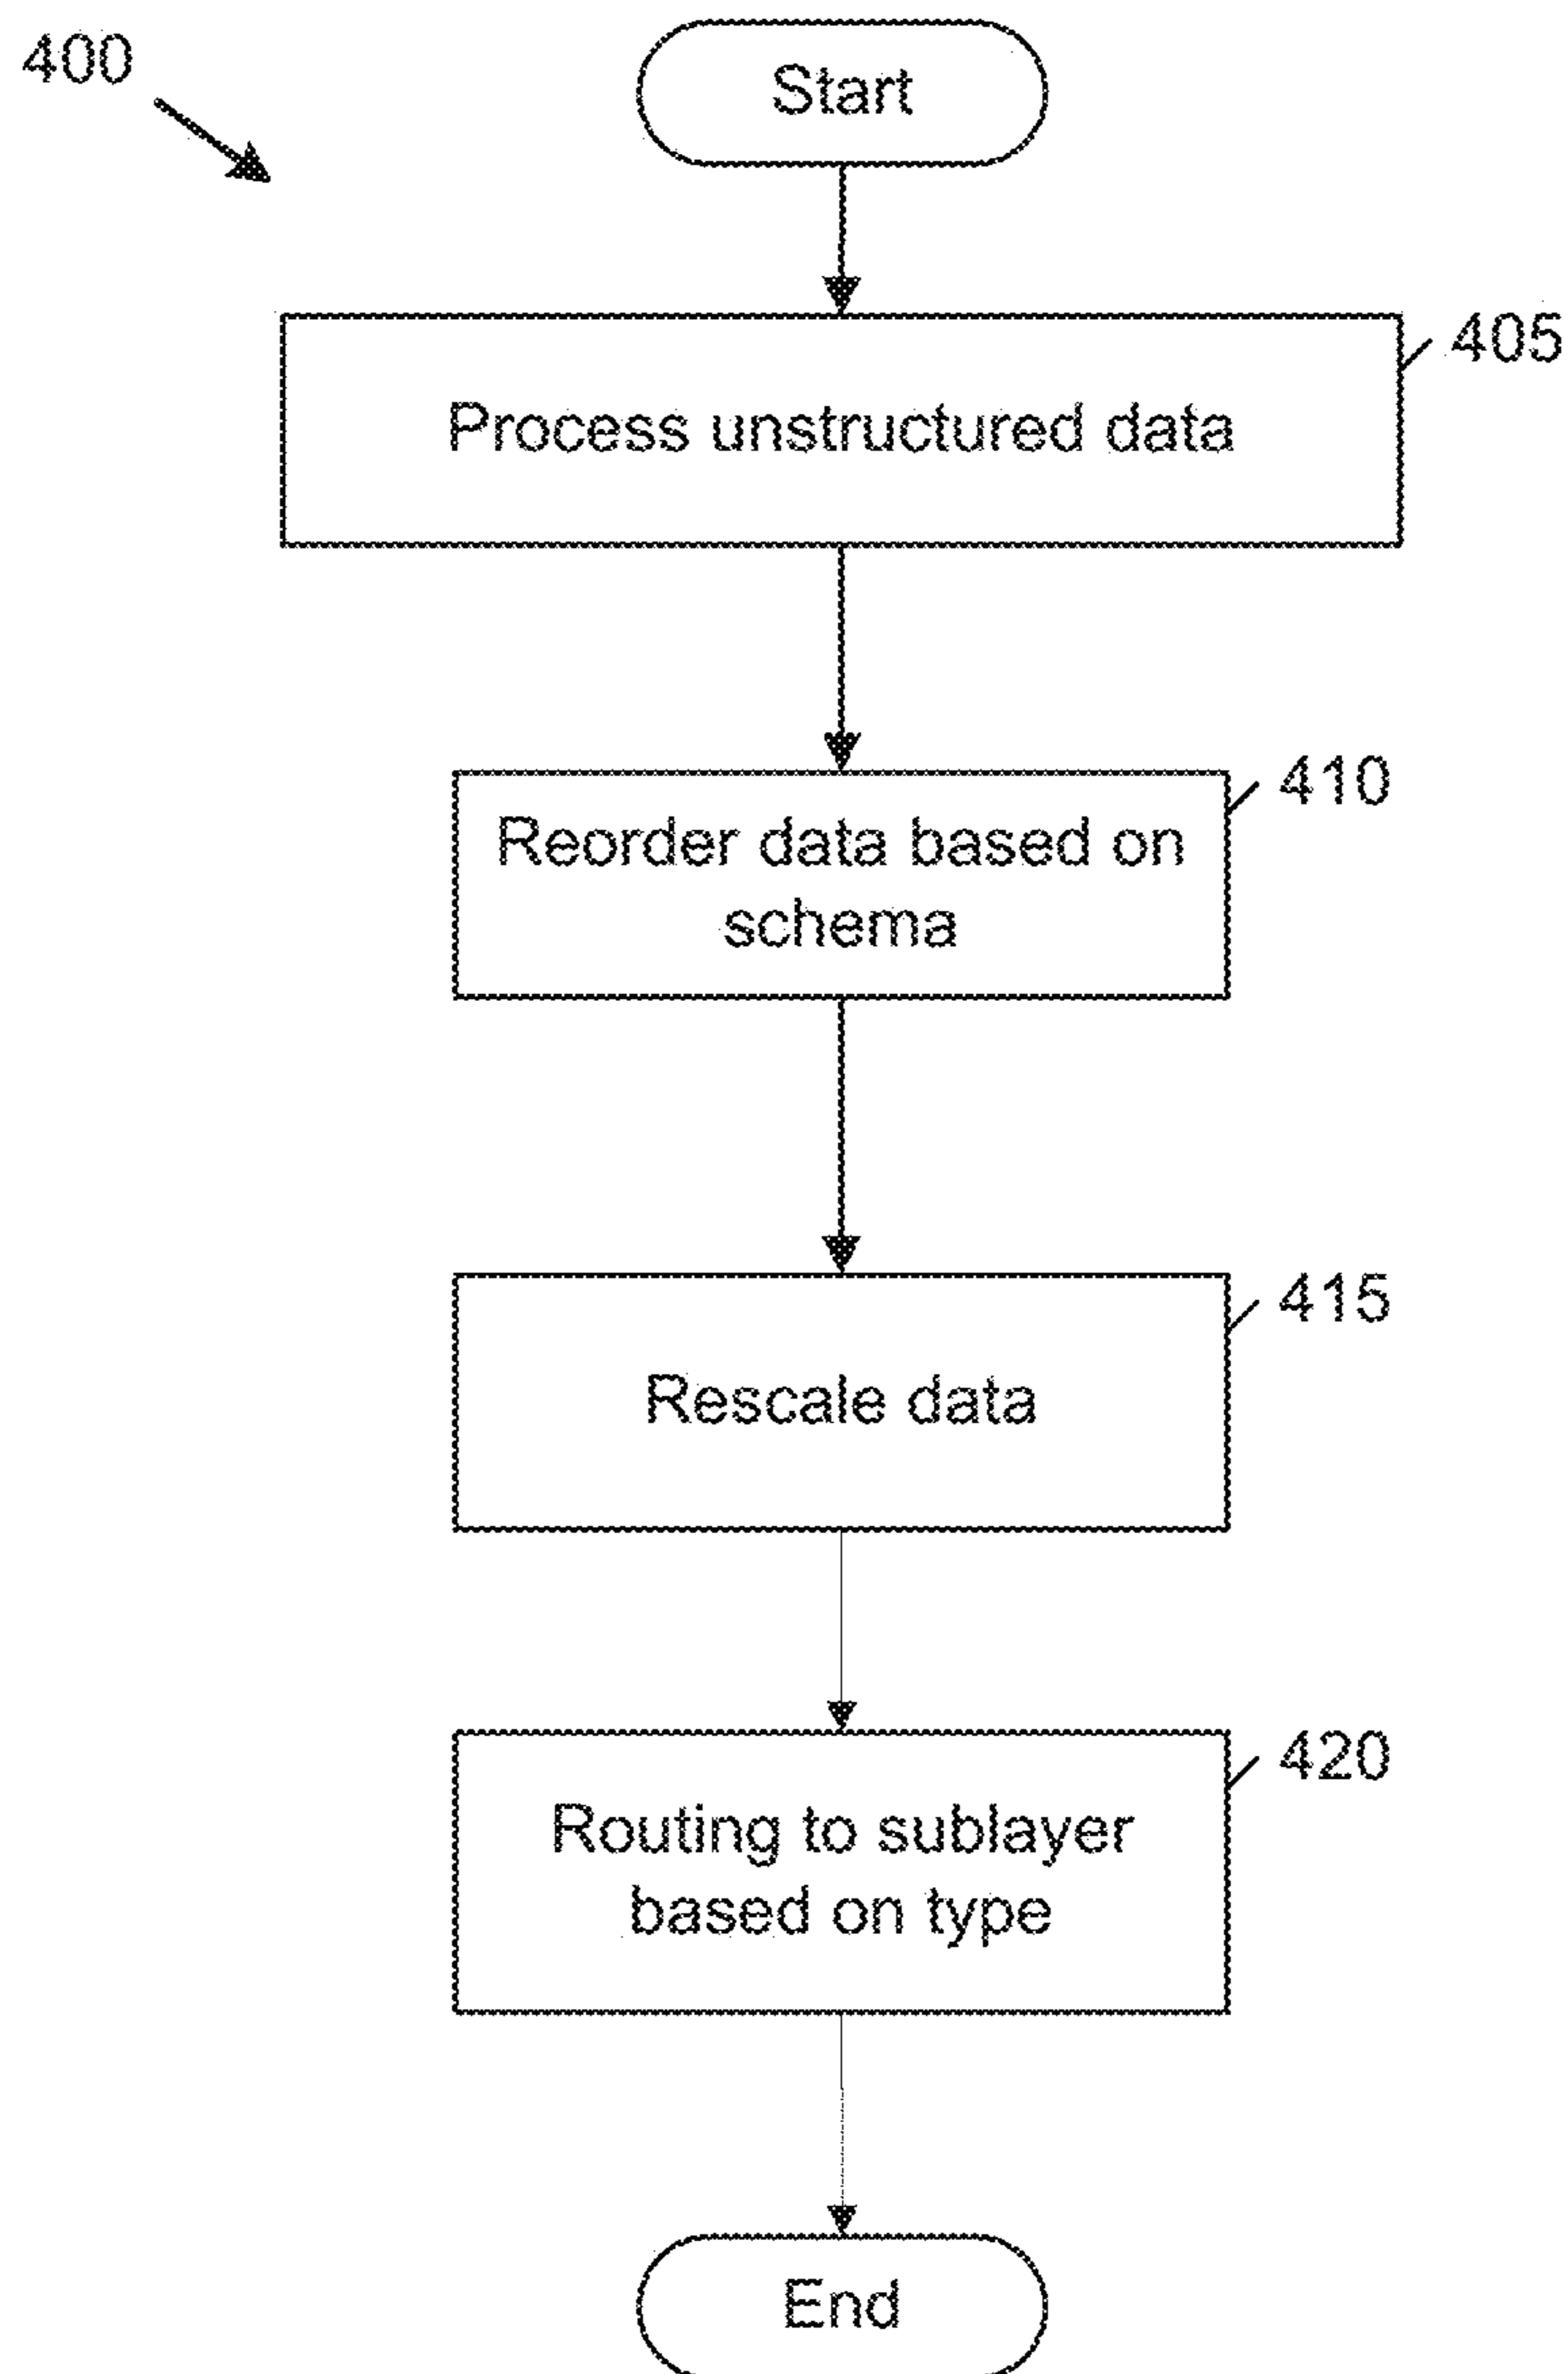 400
Start
405
Process unstructured data
410
Reorder data based on
schema
415
Rescale data
420
Routing to sublayer
based on type
End